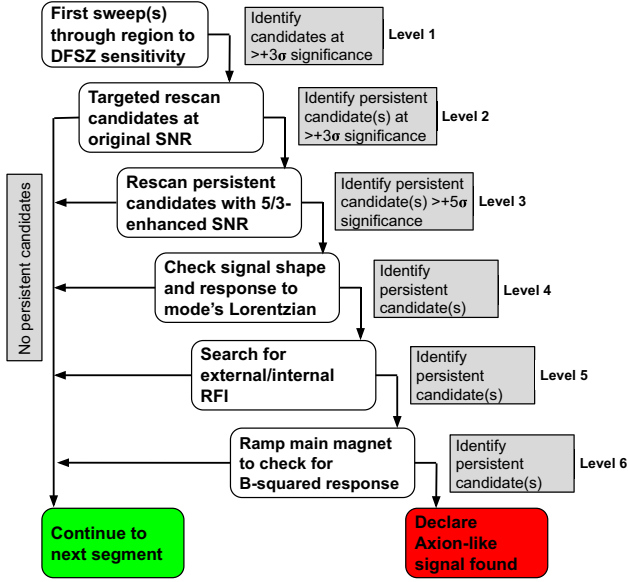 First sweep(s)
through region to
DFSZ sensitivity
Identify
candidates at
>+3σ significance
Level 1
Targeted rescan
candidates at
original SNR
Identify persistent
candidate(s) at
>+3σ significance
Level 2
Rescan persistent
candidates with 5/3-
enhanced SNR
Identify persistent
candidate(s) >+5σ
significance
Level 3
No persistent candidates
Check signal shape
and response to
mode's Lorentzian
Identify
persistent
candidate(s)
Level 4
Search for
external/internal
RFI
Identify
persistent
candidate(s)
Level 5
Ramp main magnet
to check for
B-squared response
Identify
persistent
candidate(s)
Level 6
Continue to
next segment
Declare
Axion-like
signal found